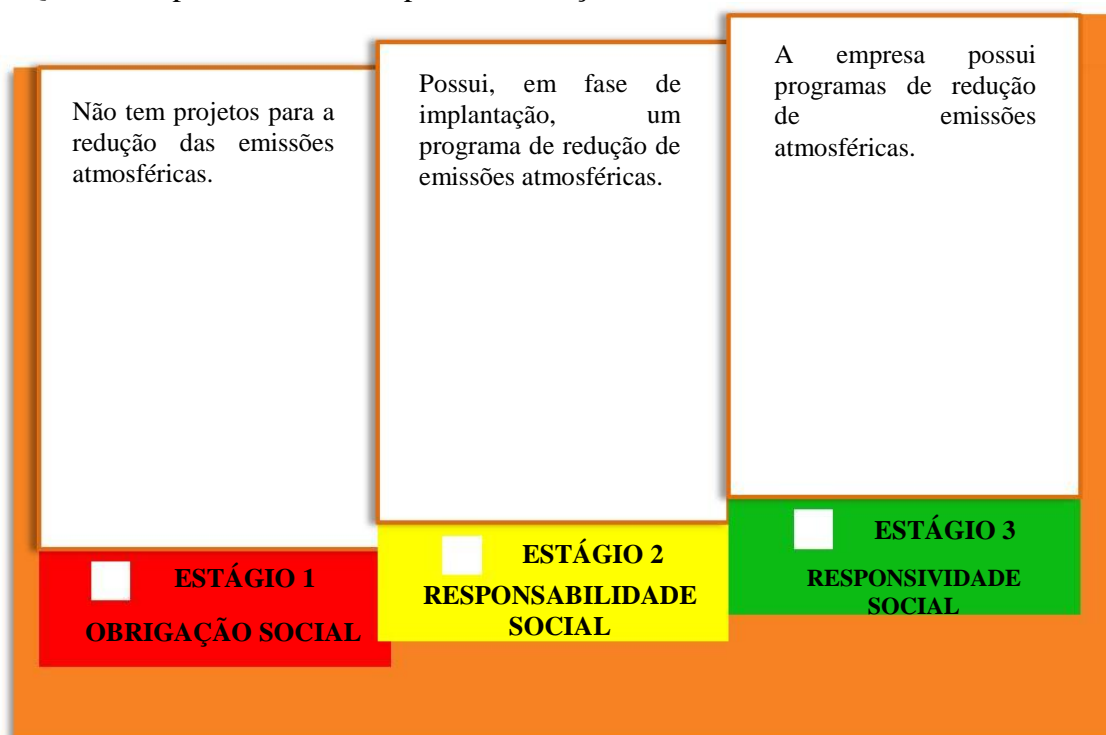 Não tem projetos para a
redução das emissões
atmosféricas.
ESTÁGIO 1
OBRIGAÇÃO SOCIAL
Possui, em fase de
implantação, um
programa de redução de
emissões atmosféricas.
ESTÁGIO 2
RESPONSABILIDADE
SOCIAL
A empresa possui
programas de redução
de emissões
atmosféricas.
ESTÁGIO 3
RESPONSIVIDADE
SOCIAL